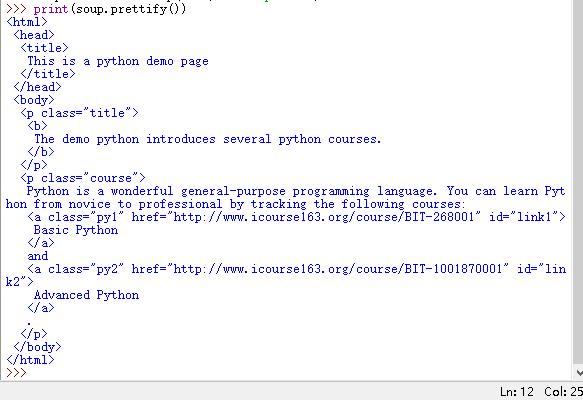 >>> print(soup.prettify())
<html>
 <head>
  <title>
   This is a python demo page
  </title>
 </head>
 <body>
  <p class="title">
   <b>
    The demo python introduces several python courses.
   </b>
  </p>
  <p class="course">
   Python is a wonderful general-purpose programming language. You can learn Pyt
hon from novice to professional by tracking the following courses:
   <a class="py1" href="http://www.icourse163.org/course/BIT-268001" id="link1">
    Basic Python
   </a>
   and
   <a class="py2" href="http://www.icourse163.org/course/BIT-1001870001" id="lin
k2">
    Advanced Python
   </a>
   .
  </p>
 </body>
</html>
>>>
Ln: 12 Col: 25